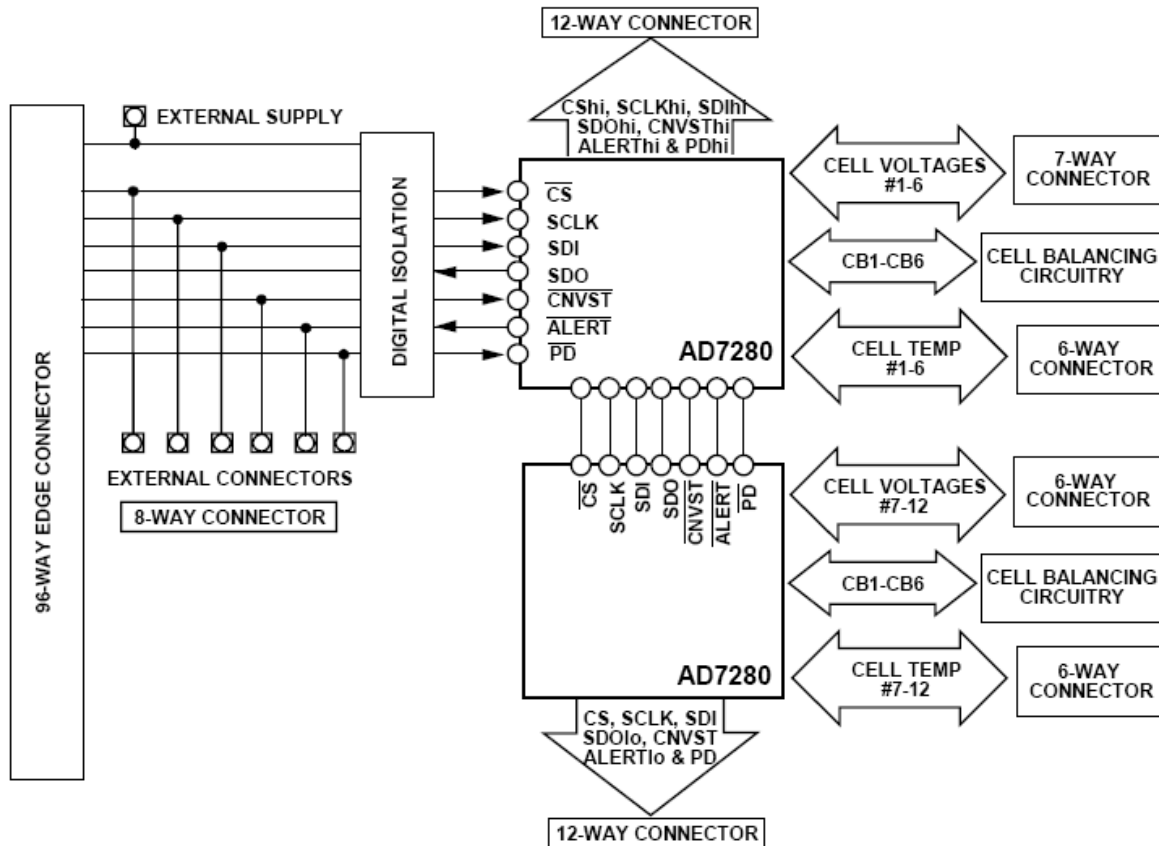 12-WAY CONNECTOR
CShi, SCLKhi, SDIhi
SDOhi, CNVSThi
ALERThi & PDhi
96-WAY EDGE CONNECTOR
EXTERNAL SUPPLY
DIGITAL ISOLATION
CS
SCLK
SDI
SDO
CNVST
ALERT
PD
AD7280
CELL VOLTAGES
#1-6
7-WAY
CONNECTOR
CB1-CB6
CELL BALANCING
CIRCUITRY
CELL TEMP
#1-6
6-WAY
CONNECTOR
EXTERNAL CONNECTORS
8-WAY CONNECTOR
CS
SCLK
SDI
SDO
CNVST
ALERT
PD
AD7280
CELL VOLTAGES
#7-12
6-WAY
CONNECTOR
CB1-CB6
CELL BALANCING
CIRCUITRY
CELL TEMP
#7-12
6-WAY
CONNECTOR
CS, SCLK, SDI
SDOlo, CNVST
ALERTlo & PD
12-WAY CONNECTOR